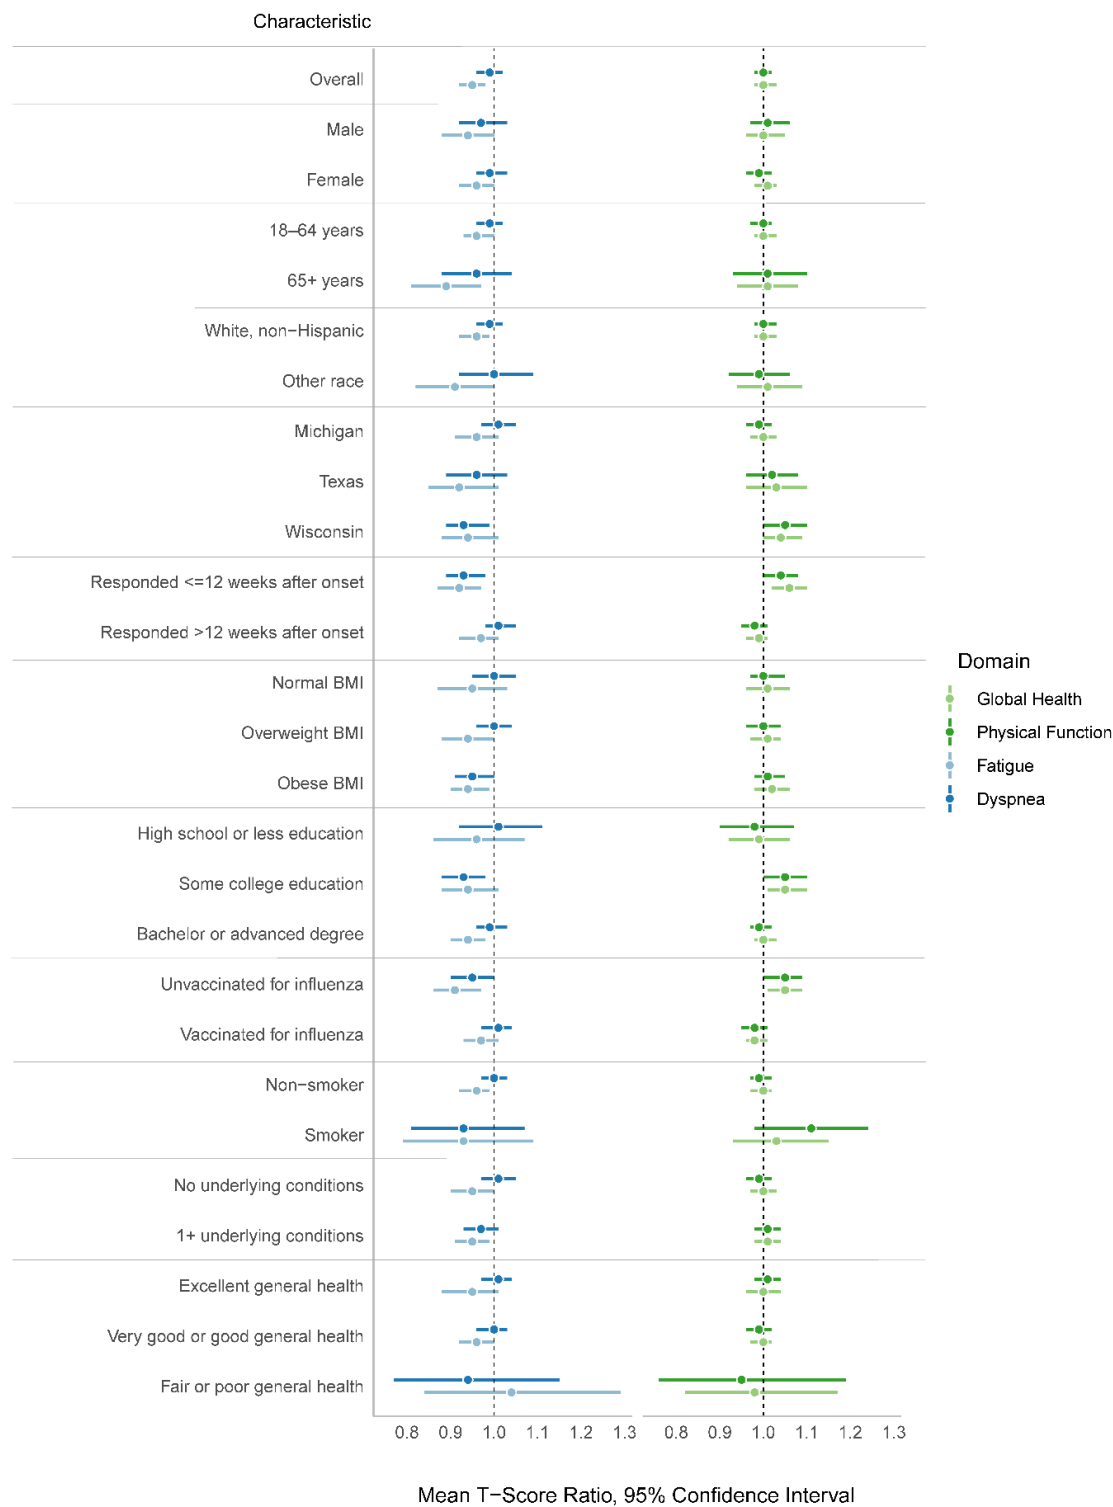 Characteristic
Overall
Male
Female
18–64 years
65+ years
White, non−Hispanic
Other race
Michigan
Texas
Wisconsin
Responded <=12 weeks after onset
Responded >12 weeks after onset
Normal BMI
Overweight BMI
Obese BMI
High school or less education
Some college education
Bachelor or advanced degree
Unvaccinated for influenza
Vaccinated for influenza
Non−smoker
Smoker
No underlying conditions
1+ underlying conditions
Excellent general health
Very good or good general health
Fair or poor general health
0.8 0.9 1.0 1.1 1.2 1.3 0.8 0.9 1.0 1.1 1.2 1.3
Mean T−Score Ratio, 95% Confidence Interval
Domain
Global Health
Physical Function
Fatigue
Dyspnea